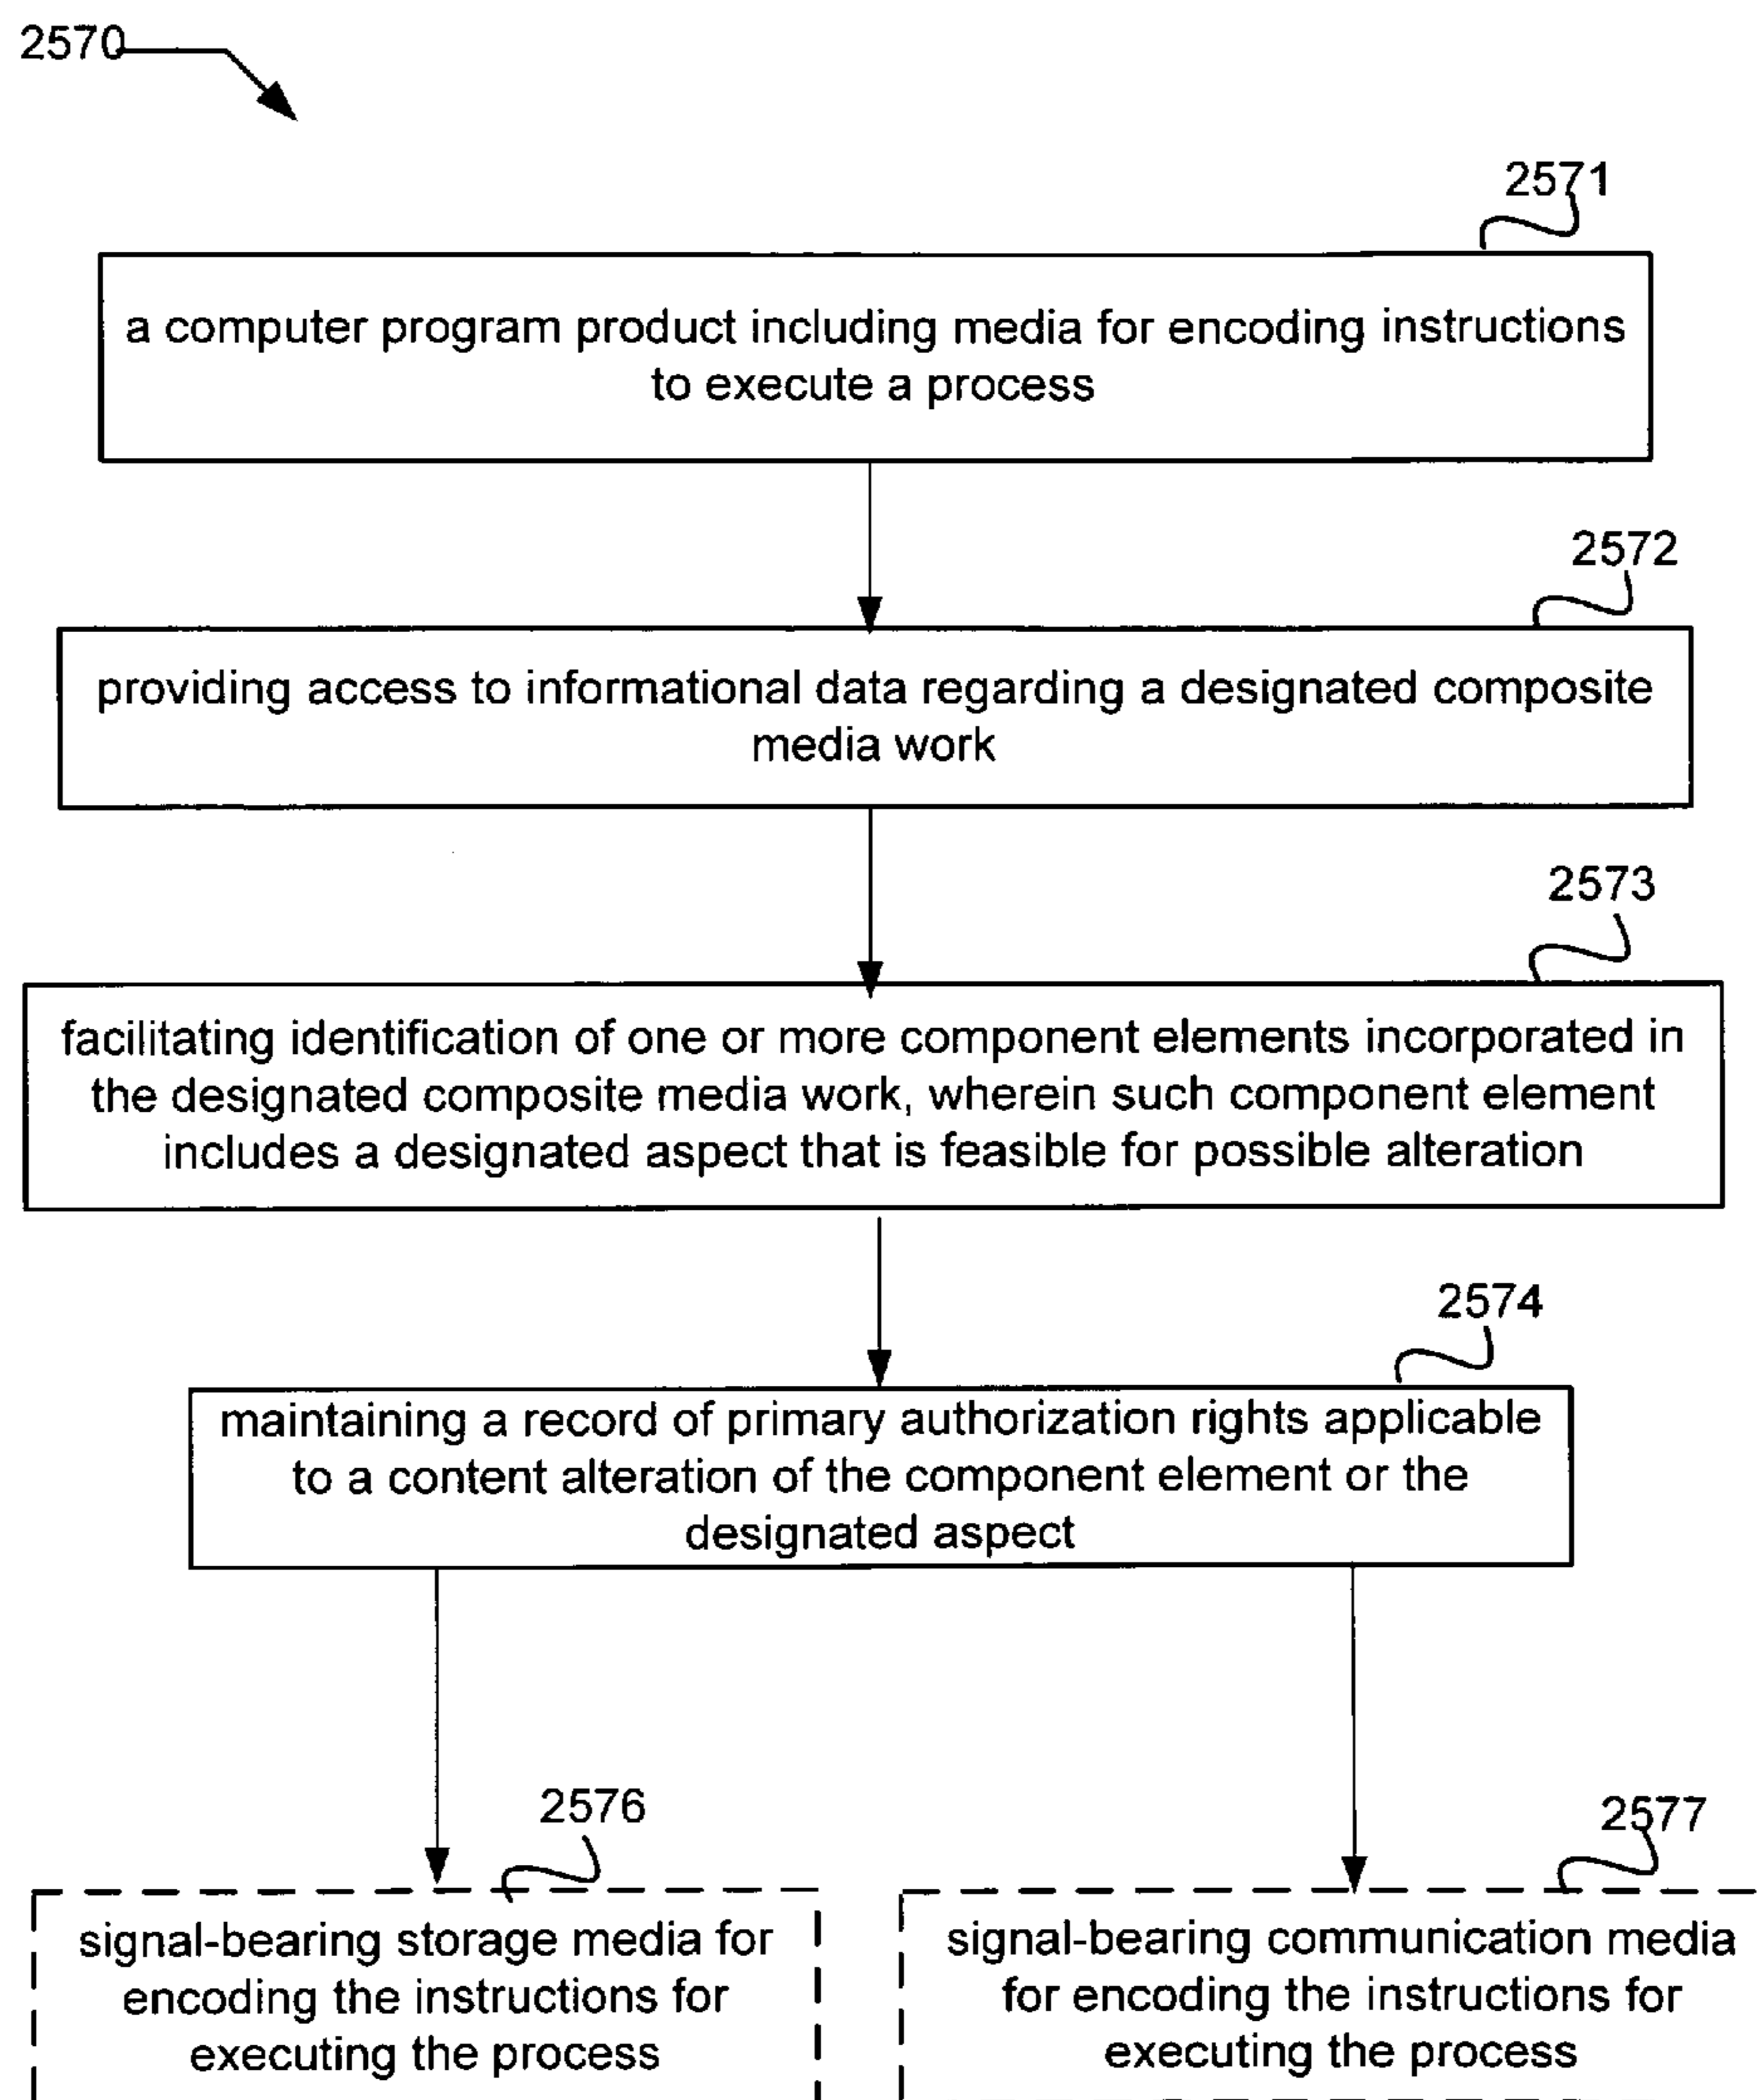 2570
2571
a computer program product including media for encoding instructions
to execute a process
2572
providing access to informational data regarding a designated composite
media work
2573
facilitating identification of one or more component elements incorporated in
the designated composite media work, wherein such component element
includes a designated aspect that is feasible for possible alteration
2574
maintaining a record of primary authorization rights applicable
to a content alteration of the component element or the
designated aspect
2576
signal-bearing storage media for
encoding the instructions for
executing the process
2577
signal-bearing communication media
for encoding the instructions for
executing the process